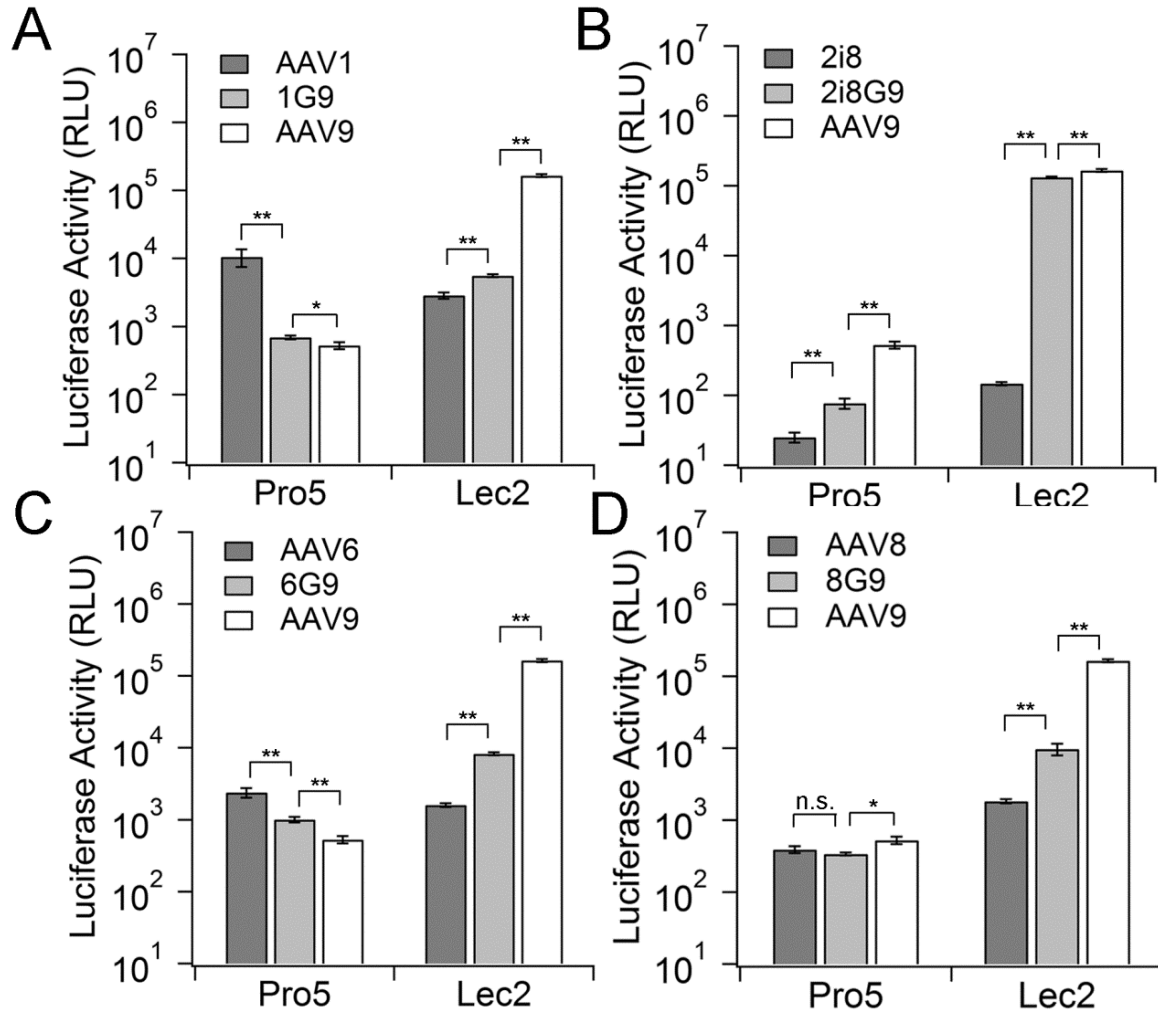 A
Luciferase Activity (RLU)
10^7
10^6
10^5
10^4
10^3
10^2
10^1
AAV1
1G9
AAV9
**
*
**
**
Pro5
Lec2
B
Luciferase Activity (RLU)
10^7
10^6
10^5
10^4
10^3
10^2
10^1
2i8
2i8G9
AAV9
**
**
**
**
Pro5
Lec2
C
Luciferase Activity (RLU)
10^7
10^6
10^5
10^4
10^3
10^2
10^1
AAV6
6G9
AAV9
**
**
**
**
Pro5
Lec2
D
Luciferase Activity (RLU)
10^7
10^6
10^5
10^4
10^3
10^2
10^1
AAV8
8G9
AAV9
n.s.
*
**
**
Pro5
Lec2